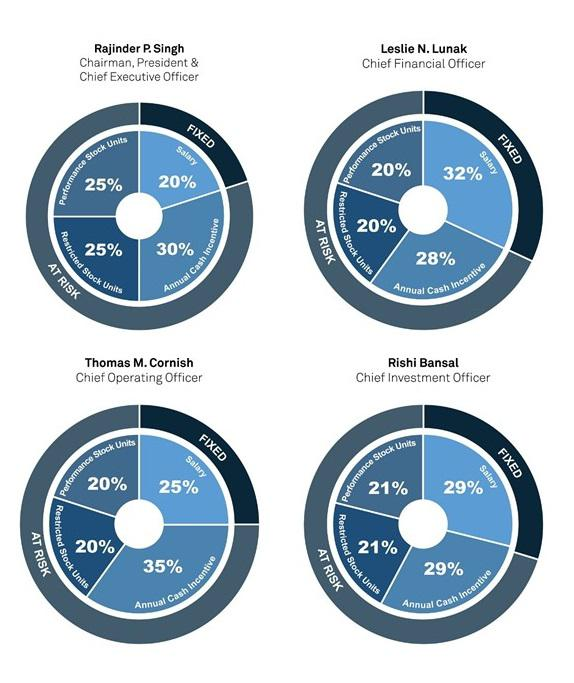 Rajinder P. Singh
Chairman, President &
Chief Executive Officer
FIXED
AT RISK
Performance Stock Units
25%
Salary
20%
Restricted Stock Units
25%
Annual Cash Incentive
30%
Leslie N. Lunak
Chief Financial Officer
FIXED
AT RISK
Performance Stock Units
20%
Salary
32%
Restricted Stock Units
20%
Annual Cash Incentive
28%
Thomas M. Cornish
Chief Operating Officer
FIXED
AT RISK
Performance Stock Units
20%
Salary
25%
Restricted Stock Units
20%
Annual Cash Incentive
35%
Rishi Bansal
Chief Investment Officer
FIXED
AT RISK
Performance Stock Units
21%
Salary
29%
Restricted Stock Units
21%
Annual Cash Incentive
29%